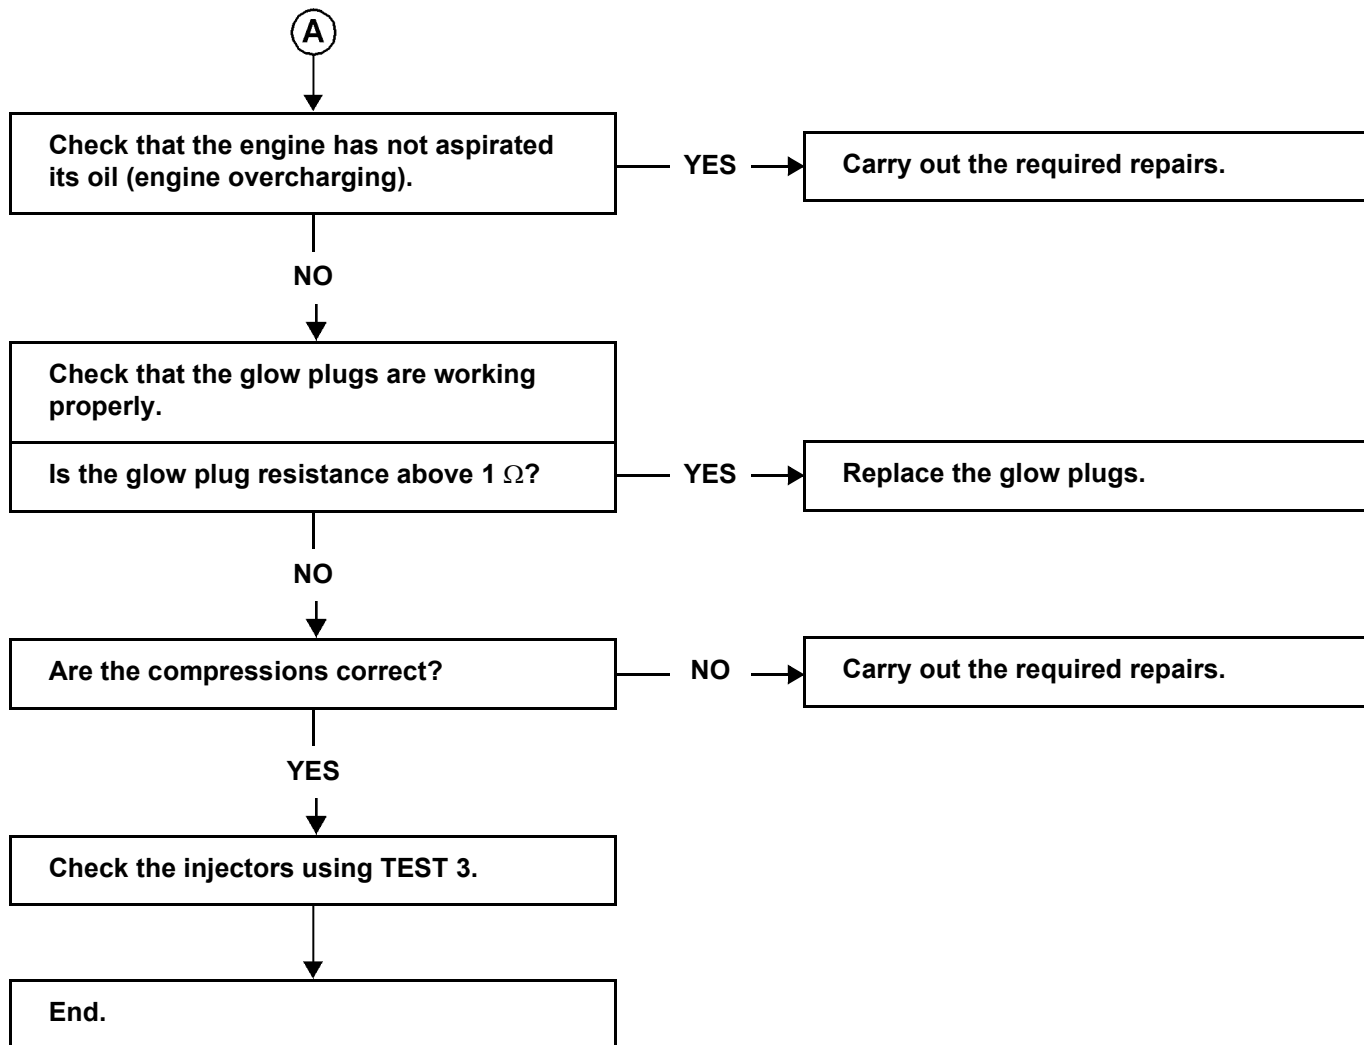 A
Check that the engine has not aspirated
its oil (engine overcharging).
YES
Carry out the required repairs.
NO
Check that the glow plugs are working
properly.
Is the glow plug resistance above 1 Ω?
YES
Replace the glow plugs.
NO
Are the compressions correct?
NO
Carry out the required repairs.
YES
Check the injectors using TEST 3.
End.